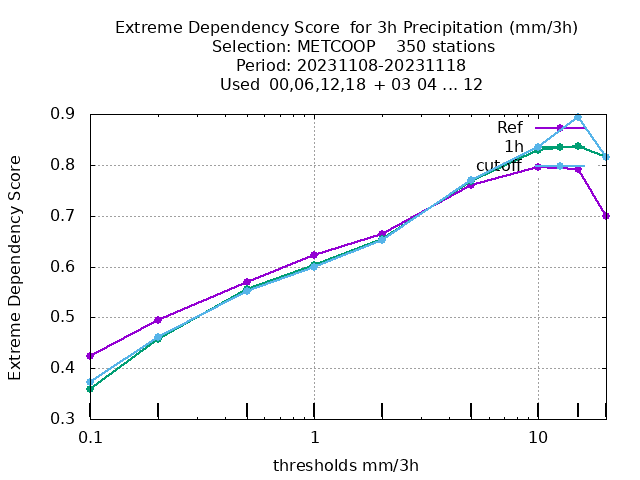 Extreme Dependency Score  for 3h Precipitation (mm/3h)
Selection: METCOOP    350 stations
Period: 20231108-20231118
Used  00,06,12,18  + 03 04 ... 12
Extreme Dependency Score
0.9
0.8
0.7
0.6
0.5
0.4
0.3
Ref
1h
cutoff
0.1
1
10
thresholds mm/3h